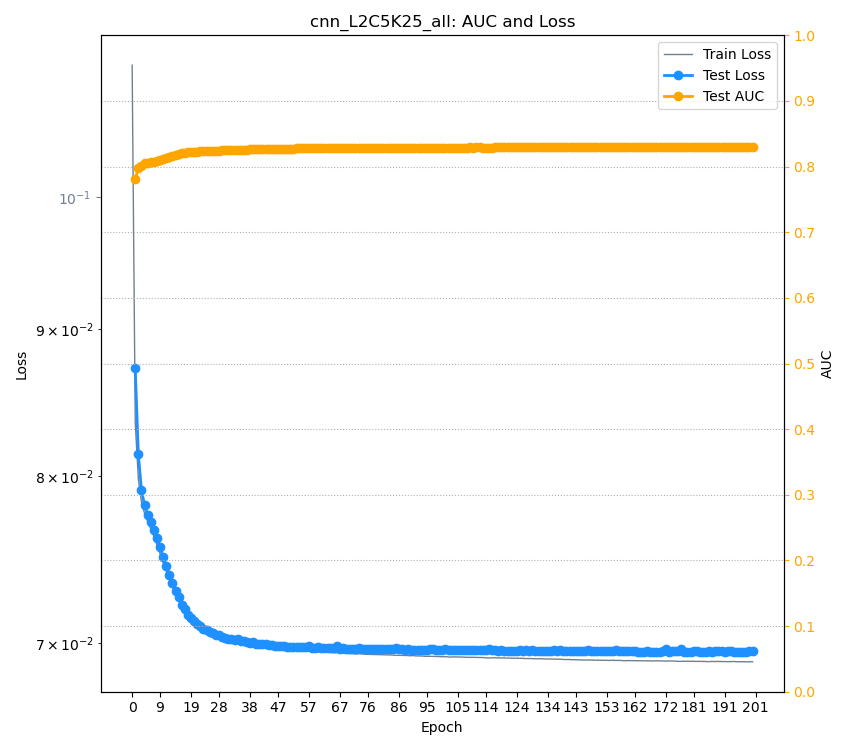 cnn_L2C5K25_all: AUC and Loss
Train Loss
Test Loss
Test AUC
Loss
10⁻¹
9 × 10⁻²
8 × 10⁻²
7 × 10⁻²
1.0
0.9
0.8
0.7
0.6
0.5
0.4
0.3
0.2
0.1
0.0
AUC
0 9 19 28 38 47 57 67 76 86 95 105 114 124 134 143 153 162 172 181 191 201
Epoch